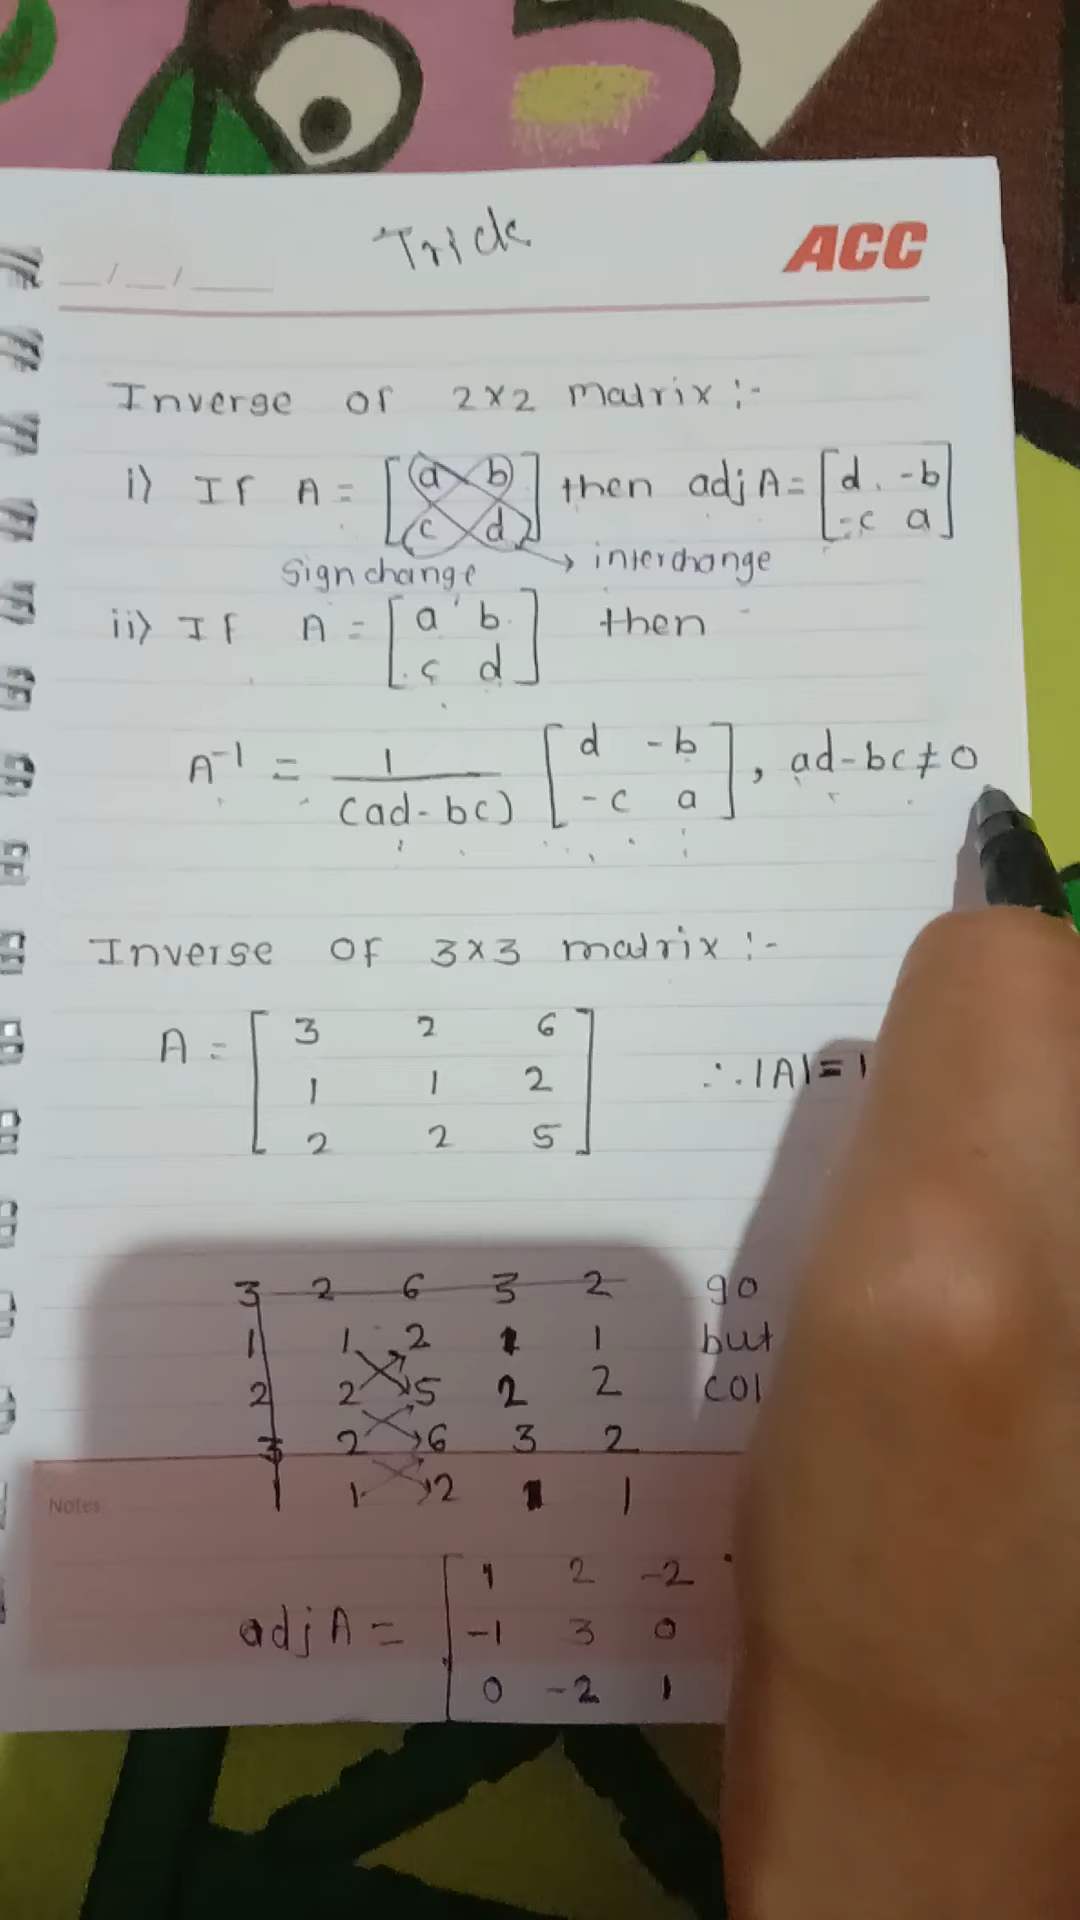 Trick
ACC
Inverse of 2×2 matrix :-
i) If A = [a b] then adj A = [d -b]
[c d] [-c a]
sign change → interchange
ii) If A = [a b] then
[c d]
A⁻¹ = 1/(ad-bc) [d -b], ad-bc≠0
[-c a]
Inverse of 3×3 matrix :-
A = [3 2 6] ∴ |A| = 1
[1 1 2]
[2 2 5]
3 2 6 3 2 go
1 1 2 1 1 but
2 2 5 2 2 col
3 2 6 3 2
Notes
1 1 2 1 1
adj A = [1 2 -2
-1 3 0
0 -2 1